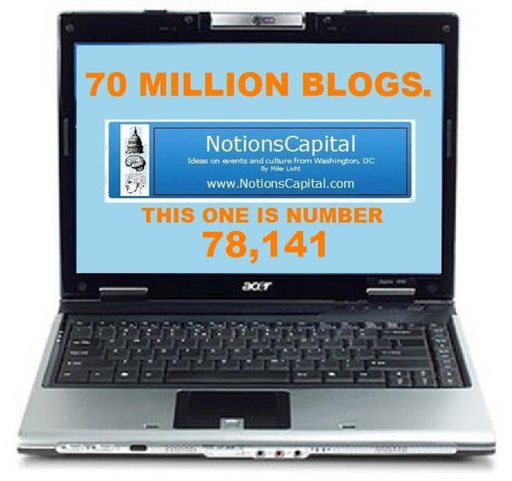 70 MILLION BLOGS.
NotionsCapital
Ideas on events and culture from Washington, DC
By Mike Licht
www.NotionsCapital.com
THIS ONE IS NUMBER
78,141
acer